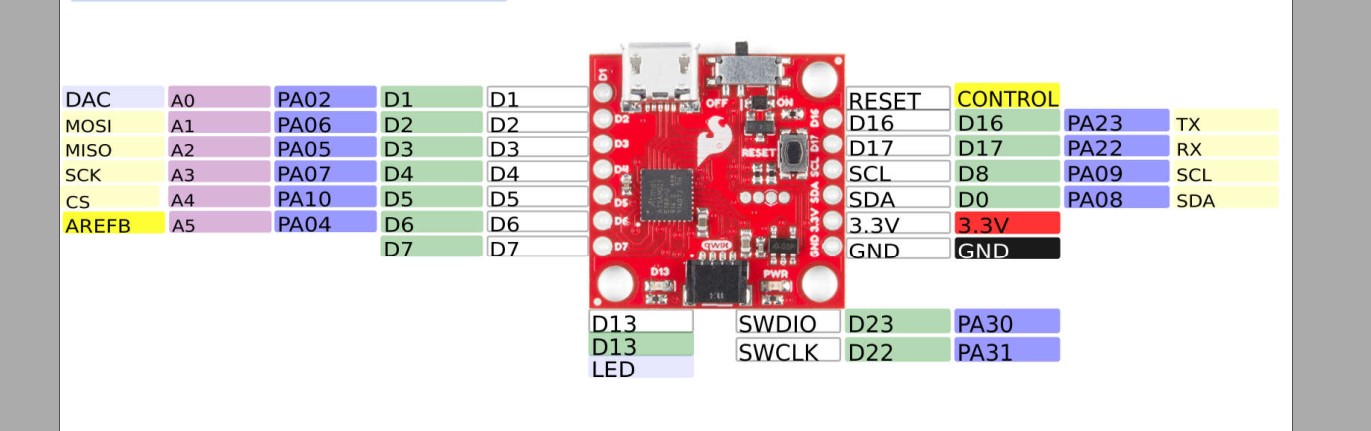 DAC A0 PA02 D1 D1
MOSI A1 PA06 D2 D2
MISO A2 PA05 D3 D3
SCK A3 PA07 D4 D4
CS A4 PA10 D5 D5
AREFB A5 PA04 D6 D6
D7 D7
D1
D2
D3
D4
D5
D6
D7
OFF ON
RESET
D16
D17
SCL
SDA
3.3V
GND
qwiic
D13 PWR
RESET CONTROL
D16 D16 PA23 TX
D17 D17 PA22 RX
SCL D8 PA09 SCL
SDA D0 PA08 SDA
3.3V 3.3V
GND GND
D13
D13
LED
SWDIO D23 PA30
SWCLK D22 PA31